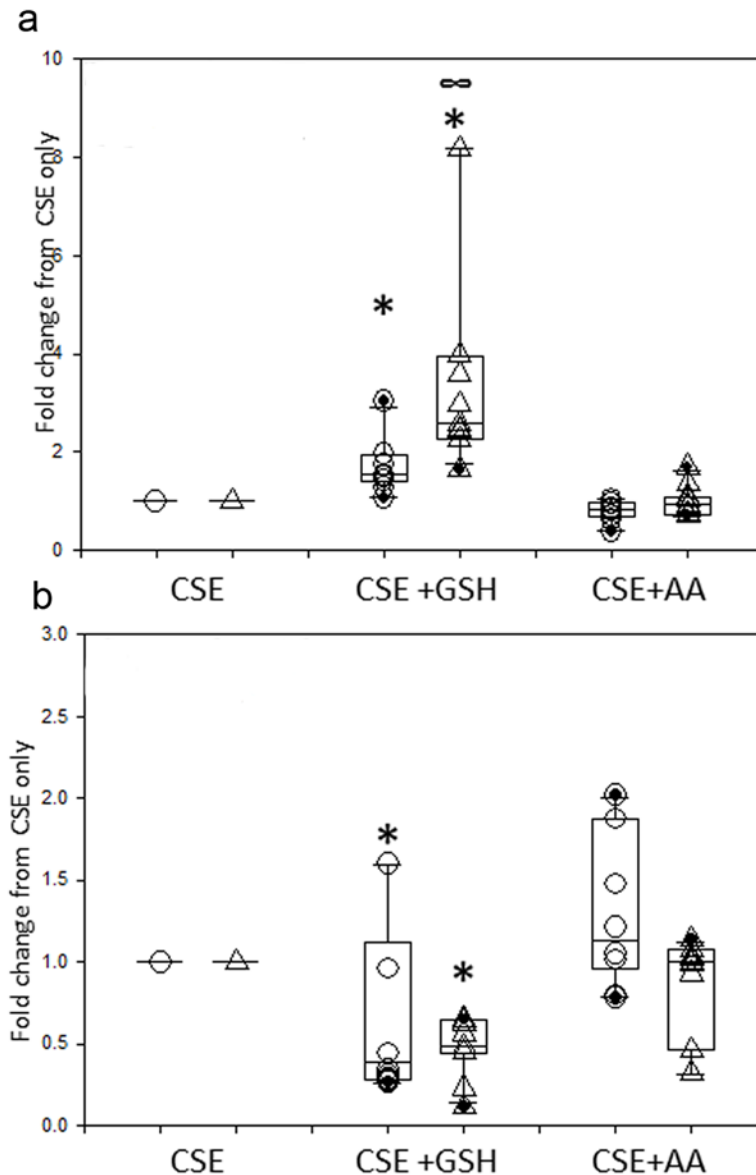 a
Fold change from CSE only
10
8
6
4
2
0
∞
*
*
CSE
CSE +GSH
CSE+AA
b
Fold change from CSE only
3.0
2.5
2.0
1.5
1.0
0.5
0.0
*
*
CSE
CSE +GSH
CSE+AA